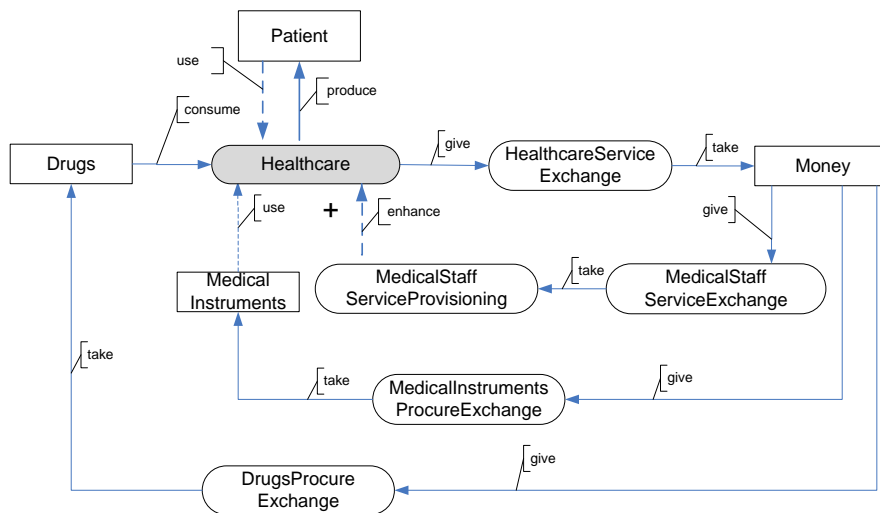 Patient
use
produce
consume
Drugs
Healthcare
give
HealthcareService
Exchange
take
Money
use
+
enhance
give
Medical
Instruments
MedicalStaff
ServiceProvisioning
take
MedicalStaff
ServiceExchange
take
take
MedicalInstruments
ProcureExchange
give
DrugsProcure
Exchange
give